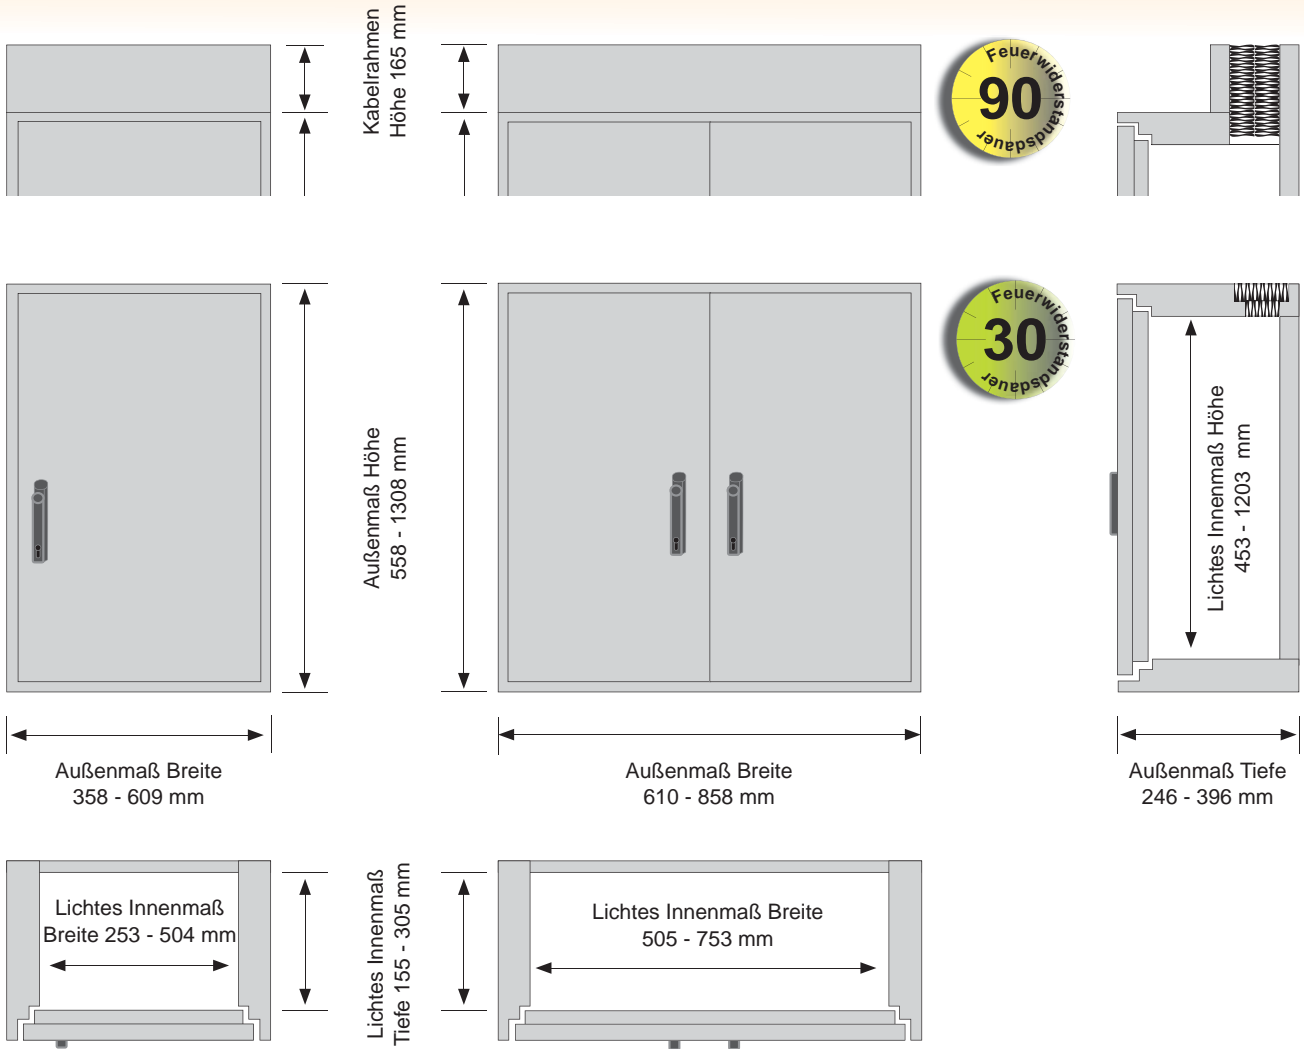 Kabelrahmen
Höhe 165 mm
Feuerwiderstandsdauer
90
Feuerwiderstandsdauer
30
Außenmaß Höhe
558 - 1308 mm
Lichtes Innenmaß Höhe
453 - 1203 mm
Außenmaß Breite
358 - 609 mm
Außenmaß Breite
610 - 858 mm
Außenmaß Tiefe
246 - 396 mm
Lichtes Innenmaß
Breite 253 - 504 mm
Lichtes Innenmaß
Tiefe 155 - 305 mm
Lichtes Innenmaß Breite
505 - 753 mm